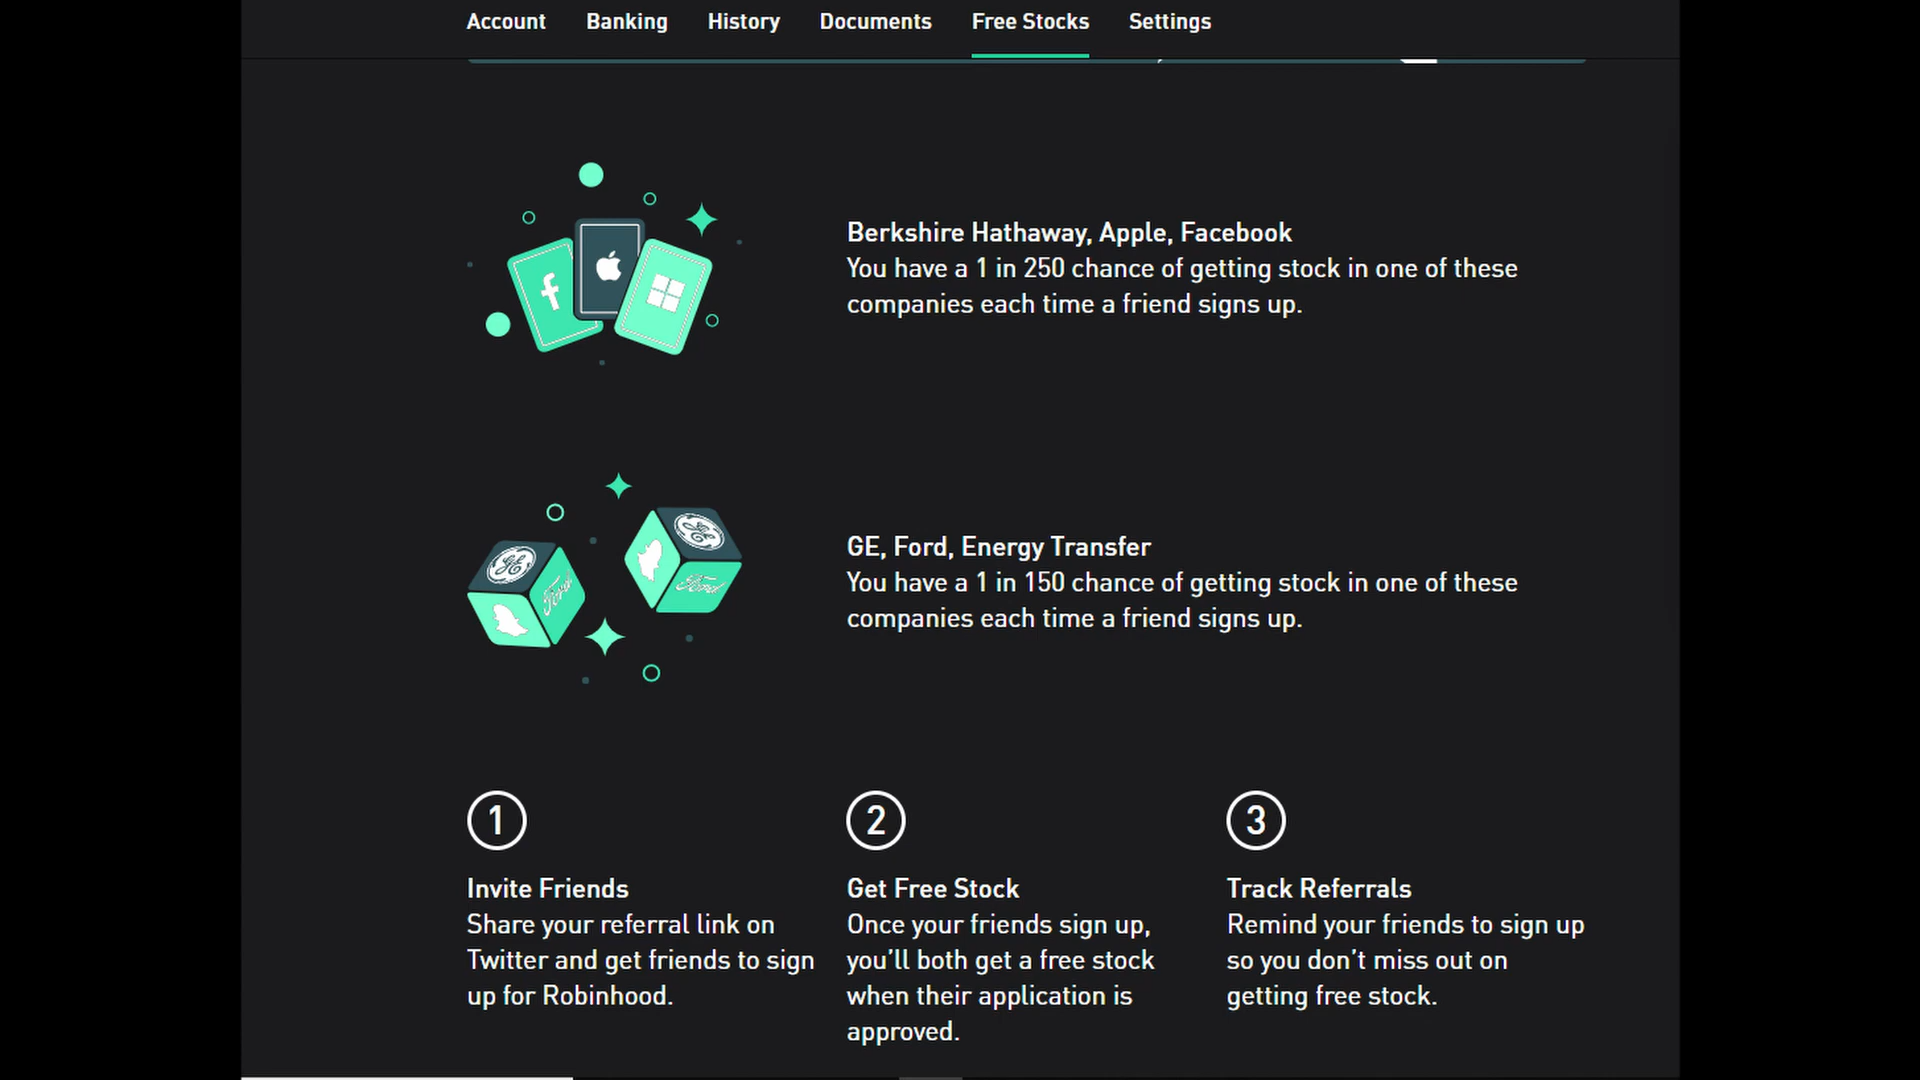 Account Banking History Documents Free Stocks Settings
Berkshire Hathaway, Apple, Facebook
You have a 1 in 250 chance of getting stock in one of these
companies each time a friend signs up.
GE, Ford, Energy Transfer
You have a 1 in 150 chance of getting stock in one of these
companies each time a friend signs up.
GE
GE
Ford
Ford
1
Invite Friends
Share your referral link on
Twitter and get friends to sign
up for Robinhood.
2
Get Free Stock
Once your friends sign up,
you’ll both get a free stock
when their application is
approved.
3
Track Referrals
Remind your friends to sign up
so you don’t miss out on
getting free stock.